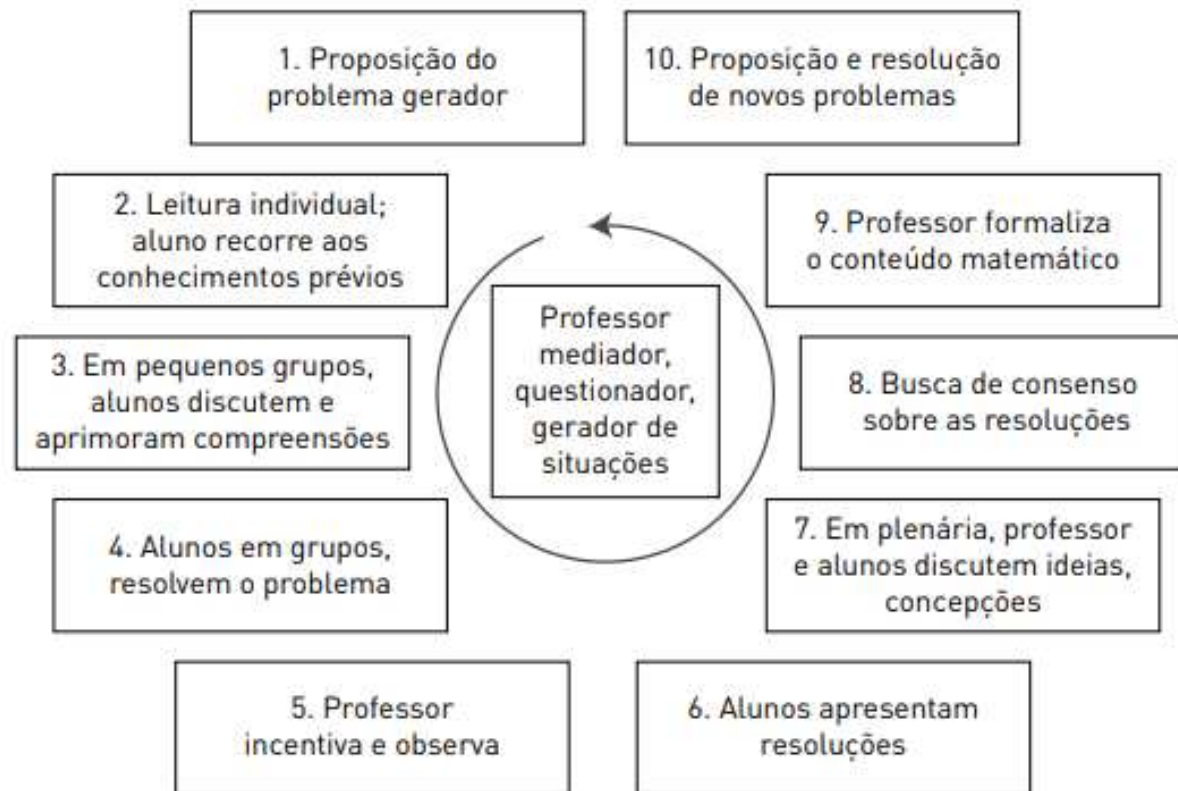 1. Proposição do
problema gerador
2. Leitura individual;
aluno recorre aos
conhecimentos prévios
3. Em pequenos grupos,
alunos discutem e
aprimoram compreensões
4. Alunos em grupos,
resolvem o problema
5. Professor
incentiva e observa
6. Alunos apresentam
resoluções
7. Em plenária, professor
e alunos discutem ideias,
concepções
8. Busca de consenso
sobre as resoluções
9. Professor formaliza
o conteúdo matemático
10. Proposição e resolução
de novos problemas
Professor
mediador,
questionador,
gerador de
situações